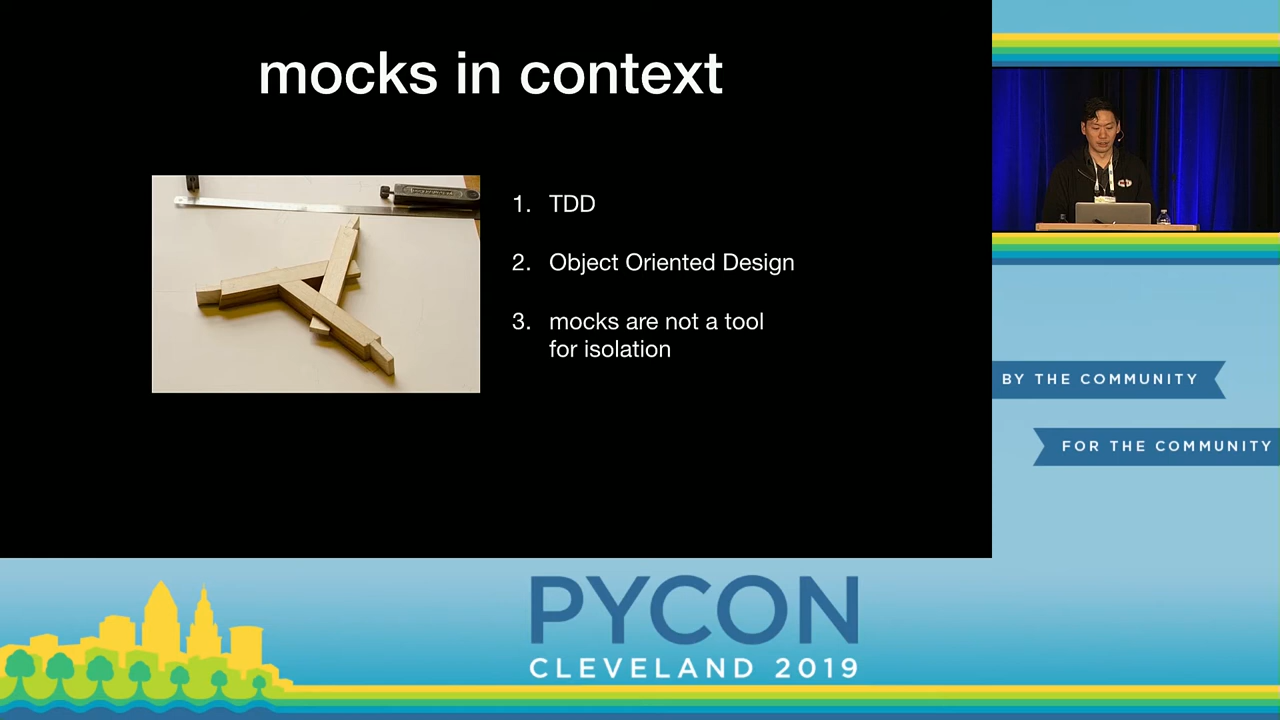 mocks in context
1. TDD
2. Object Oriented Design
3. mocks are not a tool
for isolation
BY THE COMMUNITY
FOR THE COMMUNITY
PYCON
CLEVELAND 2019